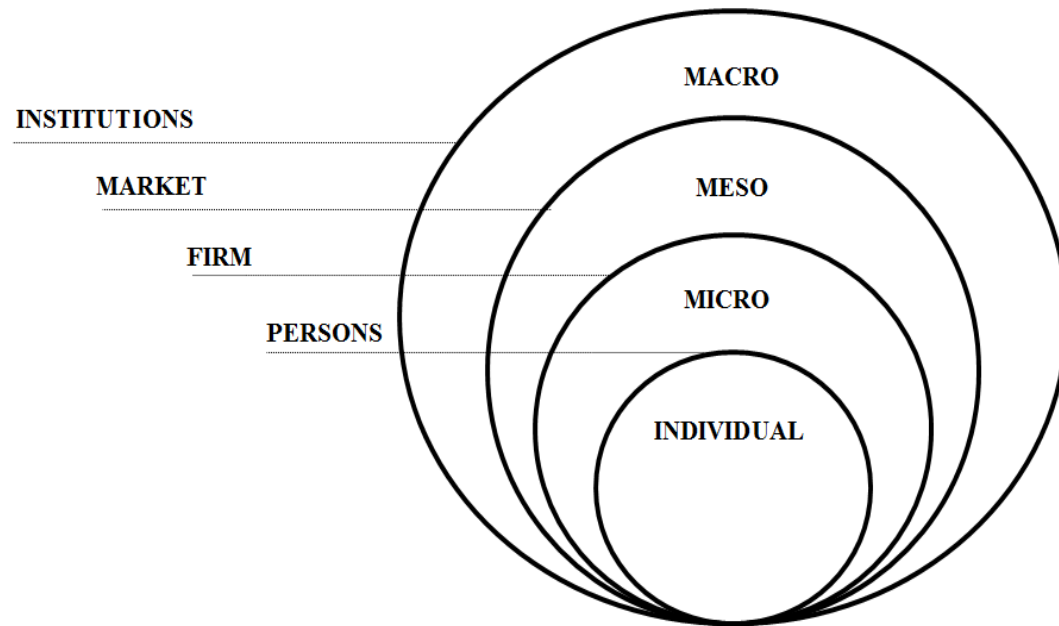 MACRO
INSTITUTIONS
MARKET
MESO
FIRM
MICRO
PERSONS
INDIVIDUAL